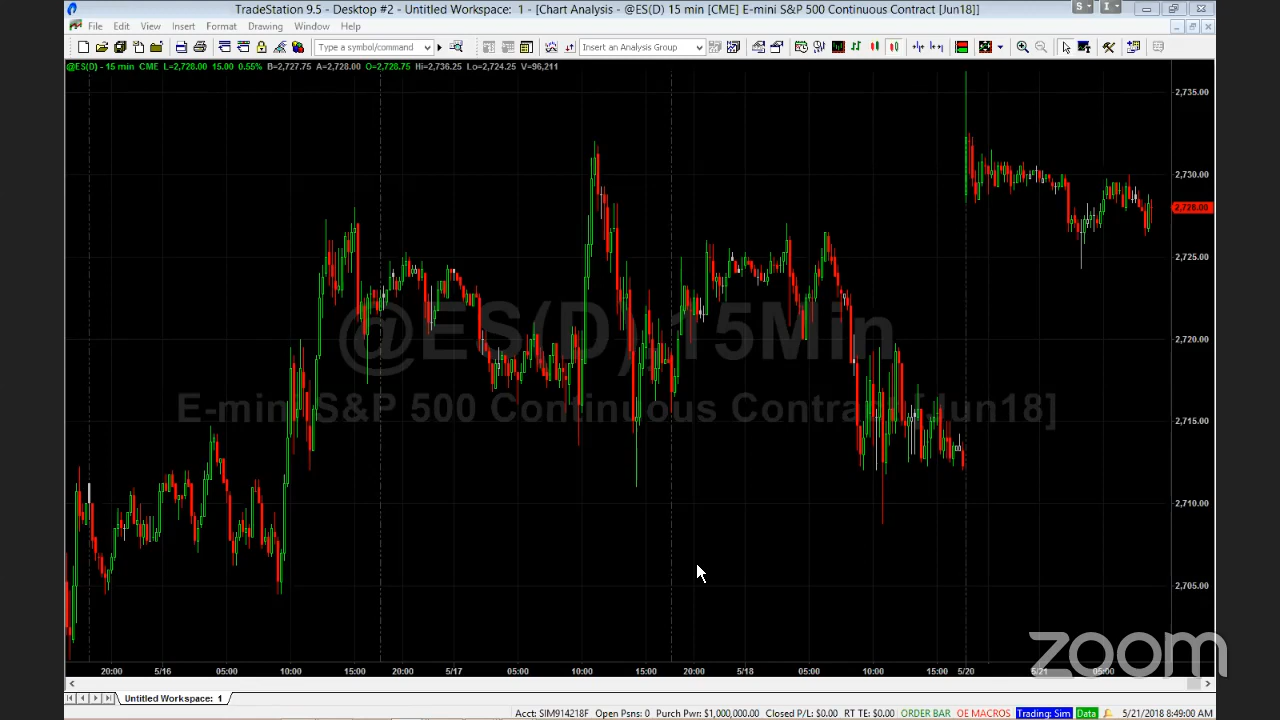 TradeStation 9.5 - Desktop #2 - Untitled Workspace: 1 - [Chart Analysis - @ES(D) 15 min [CME] E-mini S&P 500 Continuous Contract [Jun18]]
S I
File Edit View Insert Format Drawing Window Help
Type a symbol/command Insert an Analysis Group
@ES(D) - 15 min CME L=2,728.00 15.00 0.55% B=2,727.75 A=2,728.00 O=2,728.75 Hi=2,736.25 Lo=2,724.25 V=96,211
2,735.00
2,730.00
2,728.00
2,725.00
2,720.00
2,715.00
2,710.00
2,705.00
@ES(D), 15Min
E-mini S&P 500 Continuous Contract [Jun18]
zoom
20:00 5/16 05:00 10:00 15:00 20:00 5/17 05:00 10:00 15:00 20:00 5/18 05:00 10:00 15:00 5/20 5/21 05:00
Untitled Workspace: 1
Acct: SIM914218F Open Psns: 0 Purch Pwr: $1,000,000.00 Closed P/L: $0.00 RT TE: $0.00 ORDER BAR OE MACROS Trading: Sim Data 5/21/2018 8:49:00 AM